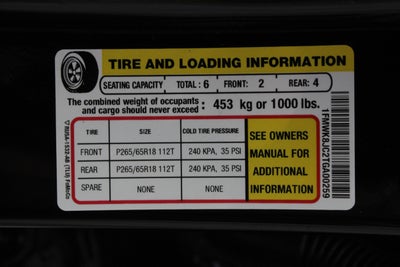 TIRE AND LOADING INFORMATION
SEATING CAPACITY TOTAL: 6 FRONT: 2 REAR: 4
The combined weight of occupants
and cargo should never exceed : 453 kg or 1000 lbs.
TIRE SIZE COLD TIRE PRESSURE
FRONT P265/65R18 112T 240 KPA, 35 PSI
REAR P265/65R18 112T 240 KPA, 35 PSI
SPARE NONE NONE
SEE OWNERS
MANUAL FOR
ADDITIONAL
INFORMATION